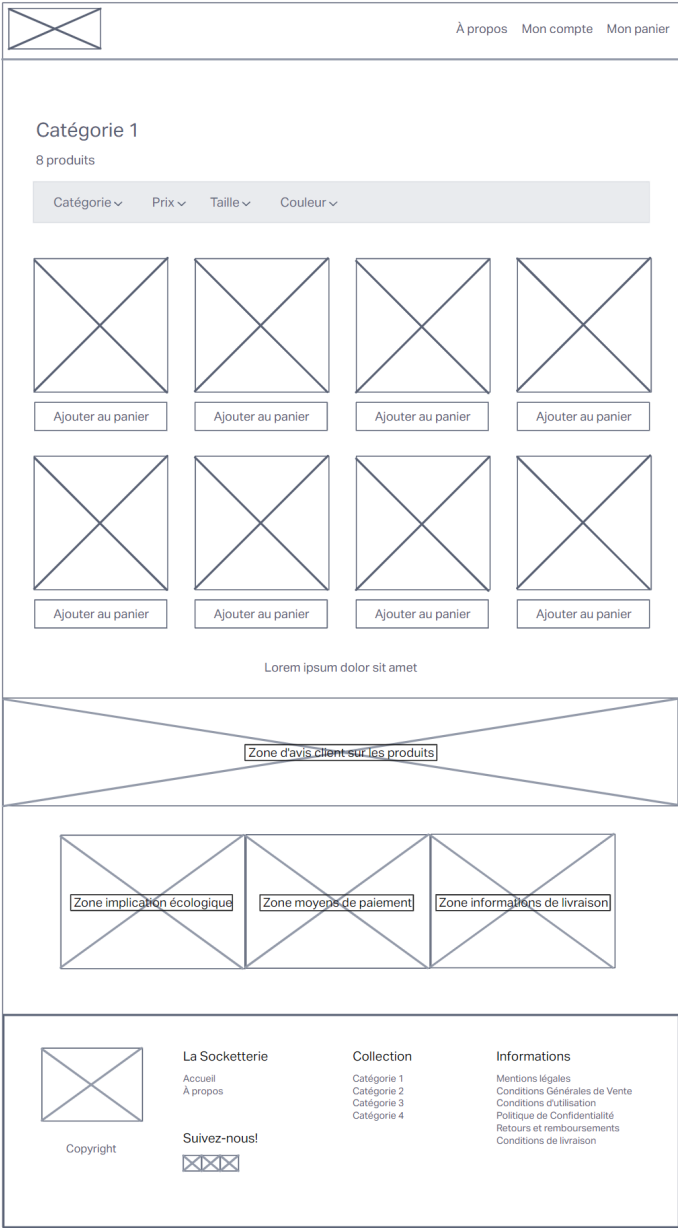 À propos Mon compte Mon panier
Catégorie 1
8 produits
Catégorie Prix Taille Couleur
Ajouter au panier Ajouter au panier Ajouter au panier Ajouter au panier
Ajouter au panier Ajouter au panier Ajouter au panier Ajouter au panier
Lorem ipsum dolor sit amet
Zone d'avis client sur les produits
Zone implication écologique Zone moyens de paiement Zone informations de livraison
Copyright
La Socketterie
Accueil
À propos
Suivez-nous!
Collection
Catégorie 1
Catégorie 2
Catégorie 3
Catégorie 4
Informations
Mentions légales
Conditions Générales de Vente
Conditions d'utilisation
Politique de Confidentialité
Retours et remboursements
Conditions de livraison